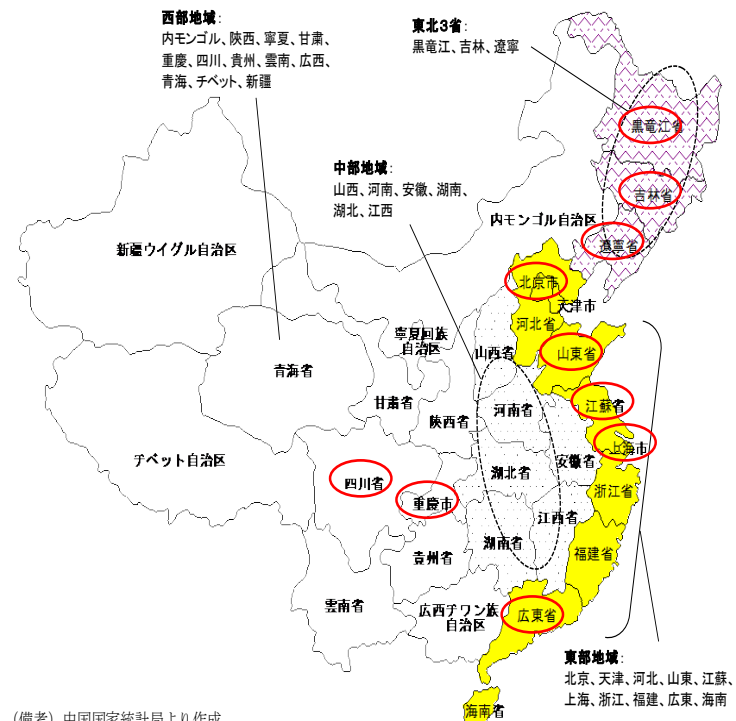 西部地域:
内モンゴル、陝西、寧夏、甘粛、
重慶、四川、貴州、雲南、広西、
青海、チベット、新疆
東北3省:
黒竜江、吉林、遼寧
中部地域:
山西、河南、安徽、湖南、
湖北、江西
黒竜江省
吉林省
遼寧省
内モンゴル自治区
新疆ウイグル自治区
北京市
天津市
河北省
寧夏回族
自治区
山西省
山東省
青海省
甘粛省
陝西省
河南省
江蘇省
チベット自治区
安徽省
上海市
四川省
重慶市
湖北省
浙江省
江西省
湖南省
貴州省
福建省
雲南省
広西チワン族
自治区
広東省
東部地域:
北京、天津、河北、山東、江蘇、
上海、浙江、福建、広東、海南
海南省
(備考) 中国国家統計局より作成